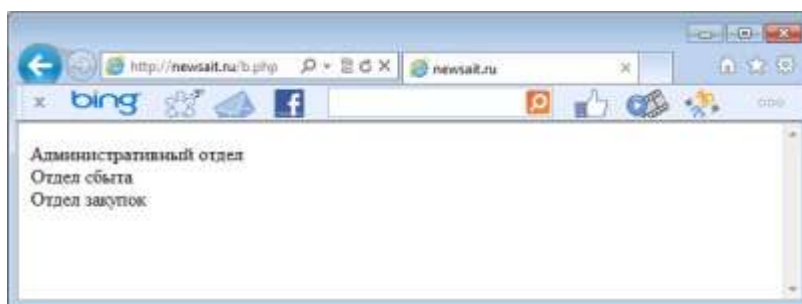 http://newsait.ru/b.php
newsait.ru
bing
Административный отдел
Отдел сбыта
Отдел закупок